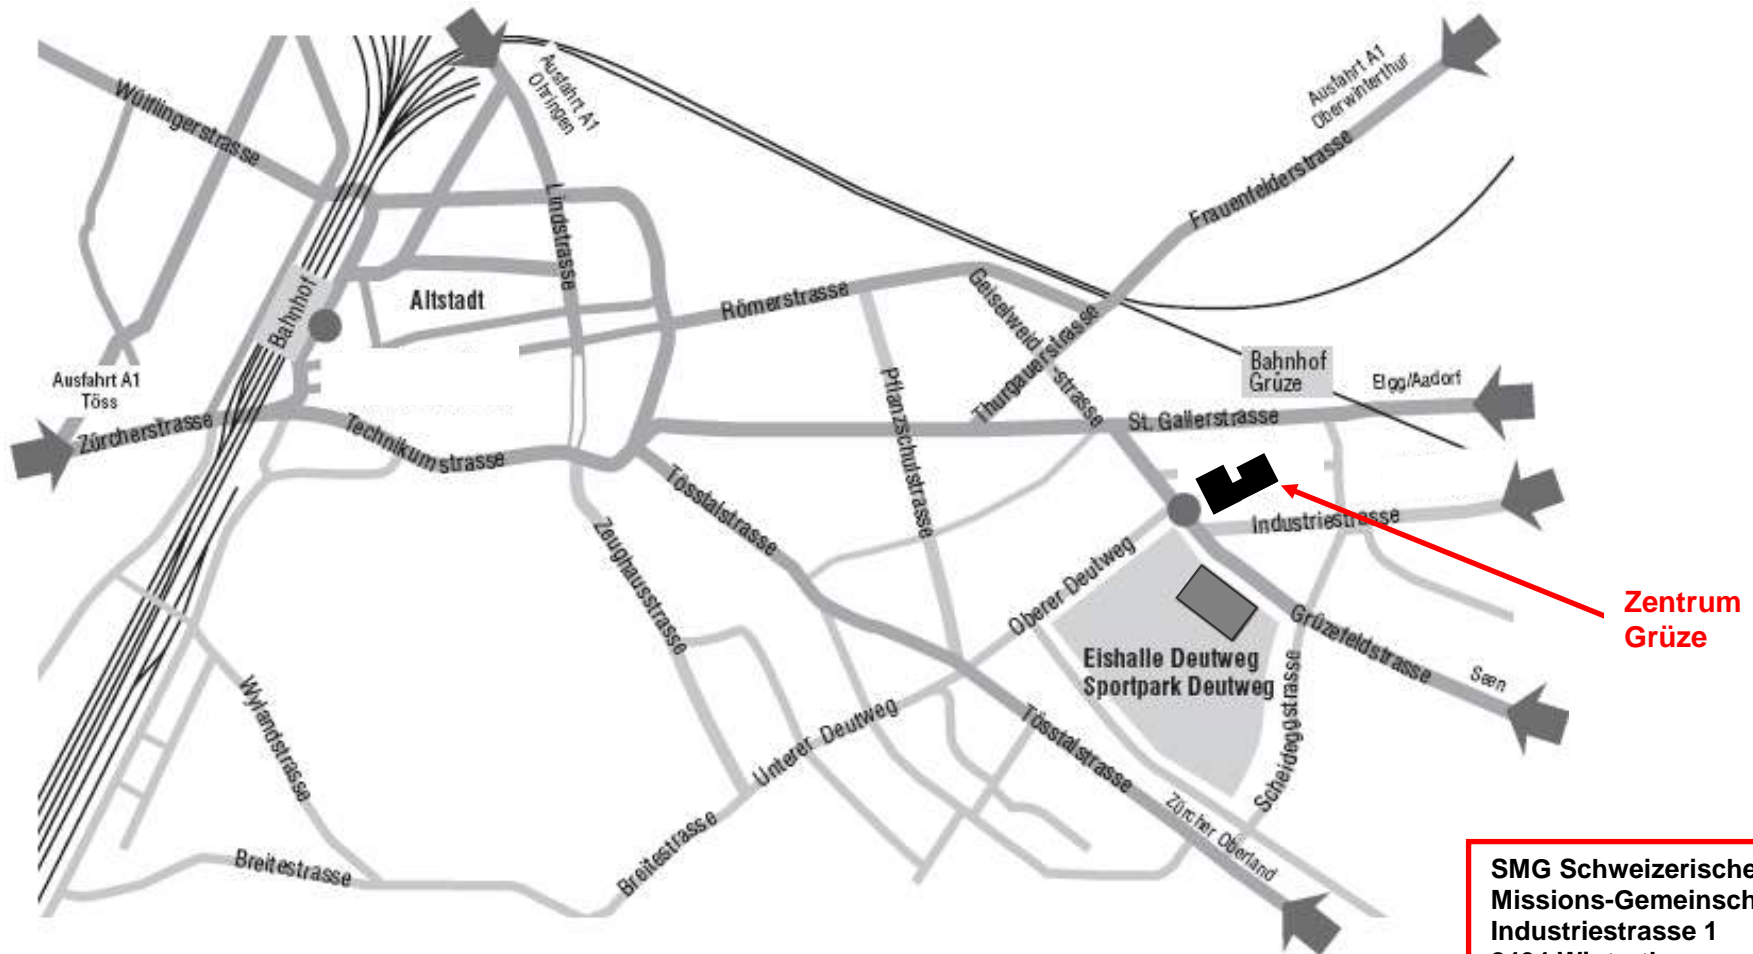 Ausfahrt A1
Ohringen
Ausfahrt A1
Oberwinterthur
Wülflingerstrasse
Lindstrasse
Frauenfelderstrasse
Bahnhof
Altstadt
Römerstrasse
Geiselweid
-strasse
Thurgauerstrasse
Bahnhof
Grüze
Elgg/Aadorf
Ausfahrt A1
Töss
Zürcherstrasse
Technikumstrasse
Pflanzschulstrasse
St. Gallerstrasse
Tösstalstrasse
Industriestrasse
Zeughausstrasse
Oberer Deutweg
Zentrum
Grüze
Grüzefeldstrasse
Seen
Eishalle Deutweg
Sportpark Deutweg
Wylandstrasse
Unterer Deutweg
Tösstalstrasse
Scheideggstrasse
Zürcher Oberland
Breitestrasse
Breitestrasse
SMG Schweizerische
Missions-Gemeinsch
Industriestrasse 1